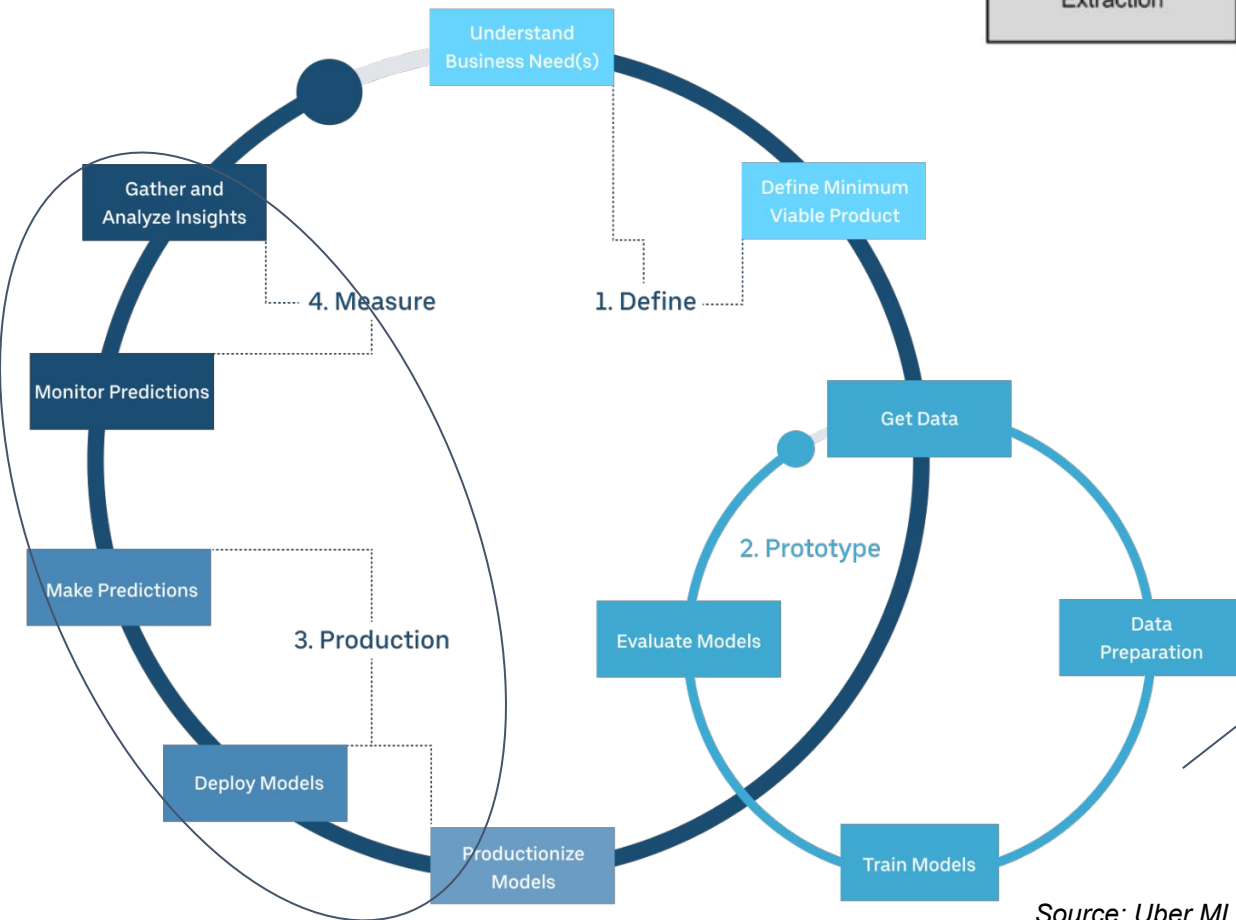 Extraction
Understand
Business Need(s)
Gather and
Analyze Insights
Define Minimum
Viable Product
4. Measure
1. Define
Monitor Predictions
Get Data
2. Prototype
Make Predictions
3. Production
Evaluate Models
Data
Preparation
Deploy Models
Productionize
Models
Train Models
Source: Uber ML